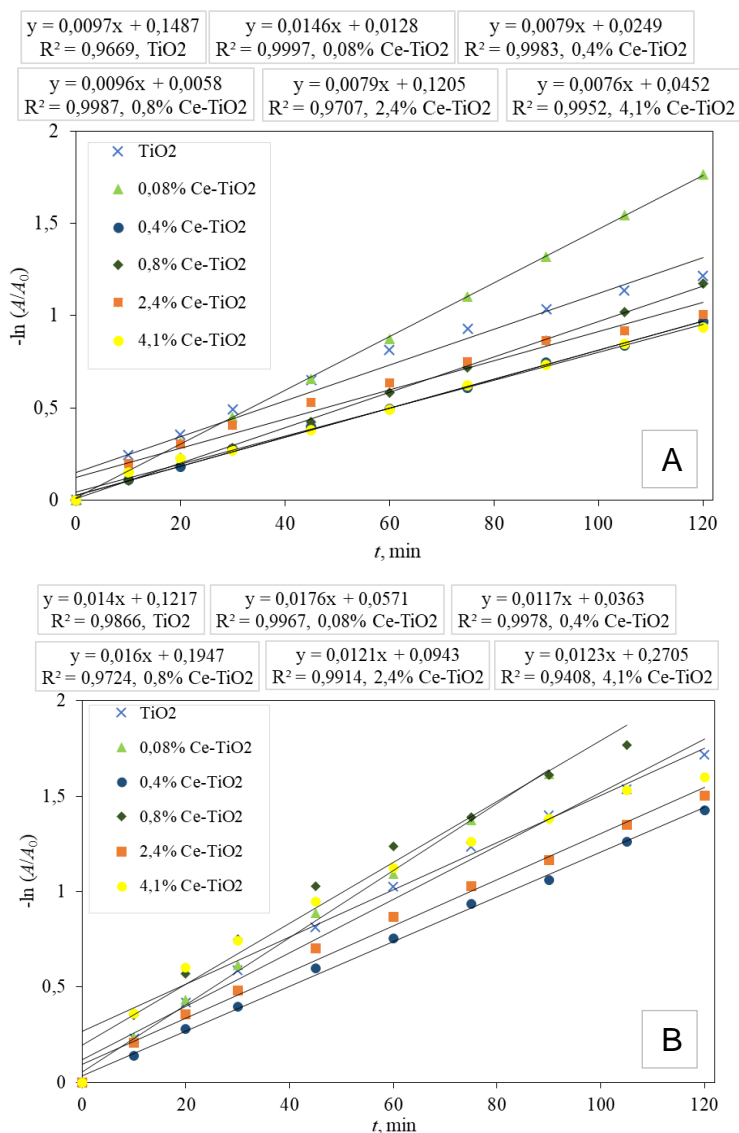 y = 0,0097x + 0,1487
R² = 0,9669, TiO2
y = 0,0146x + 0,0128
R² = 0,9997, 0,08% Ce-TiO2
y = 0,0079x + 0,0249
R² = 0,9983, 0,4% Ce-TiO2
y = 0,0096x + 0,0058
R² = 0,9987, 0,8% Ce-TiO2
y = 0,0079x + 0,1205
R² = 0,9707, 2,4% Ce-TiO2
y = 0,0076x + 0,0452
R² = 0,9952, 4,1% Ce-TiO2
2
1,5
1
0,5
0
-ln (A/A₀)
TiO2
0,08% Ce-TiO2
0,4% Ce-TiO2
0,8% Ce-TiO2
2,4% Ce-TiO2
4,1% Ce-TiO2
A
0 20 40 60 80 100 120
t, min
y = 0,014x + 0,1217
R² = 0,9866, TiO2
y = 0,0176x + 0,0571
R² = 0,9967, 0,08% Ce-TiO2
y = 0,0117x + 0,0363
R² = 0,9978, 0,4% Ce-TiO2
y = 0,016x + 0,1947
R² = 0,9724, 0,8% Ce-TiO2
y = 0,0121x + 0,0943
R² = 0,9914, 2,4% Ce-TiO2
y = 0,0123x + 0,2705
R² = 0,9408, 4,1% Ce-TiO2
2
1,5
1
0,5
0
-ln (A/A₀)
TiO2
0,08% Ce-TiO2
0,4% Ce-TiO2
0,8% Ce-TiO2
2,4% Ce-TiO2
4,1% Ce-TiO2
B
0 20 40 60 80 100 120
t, min